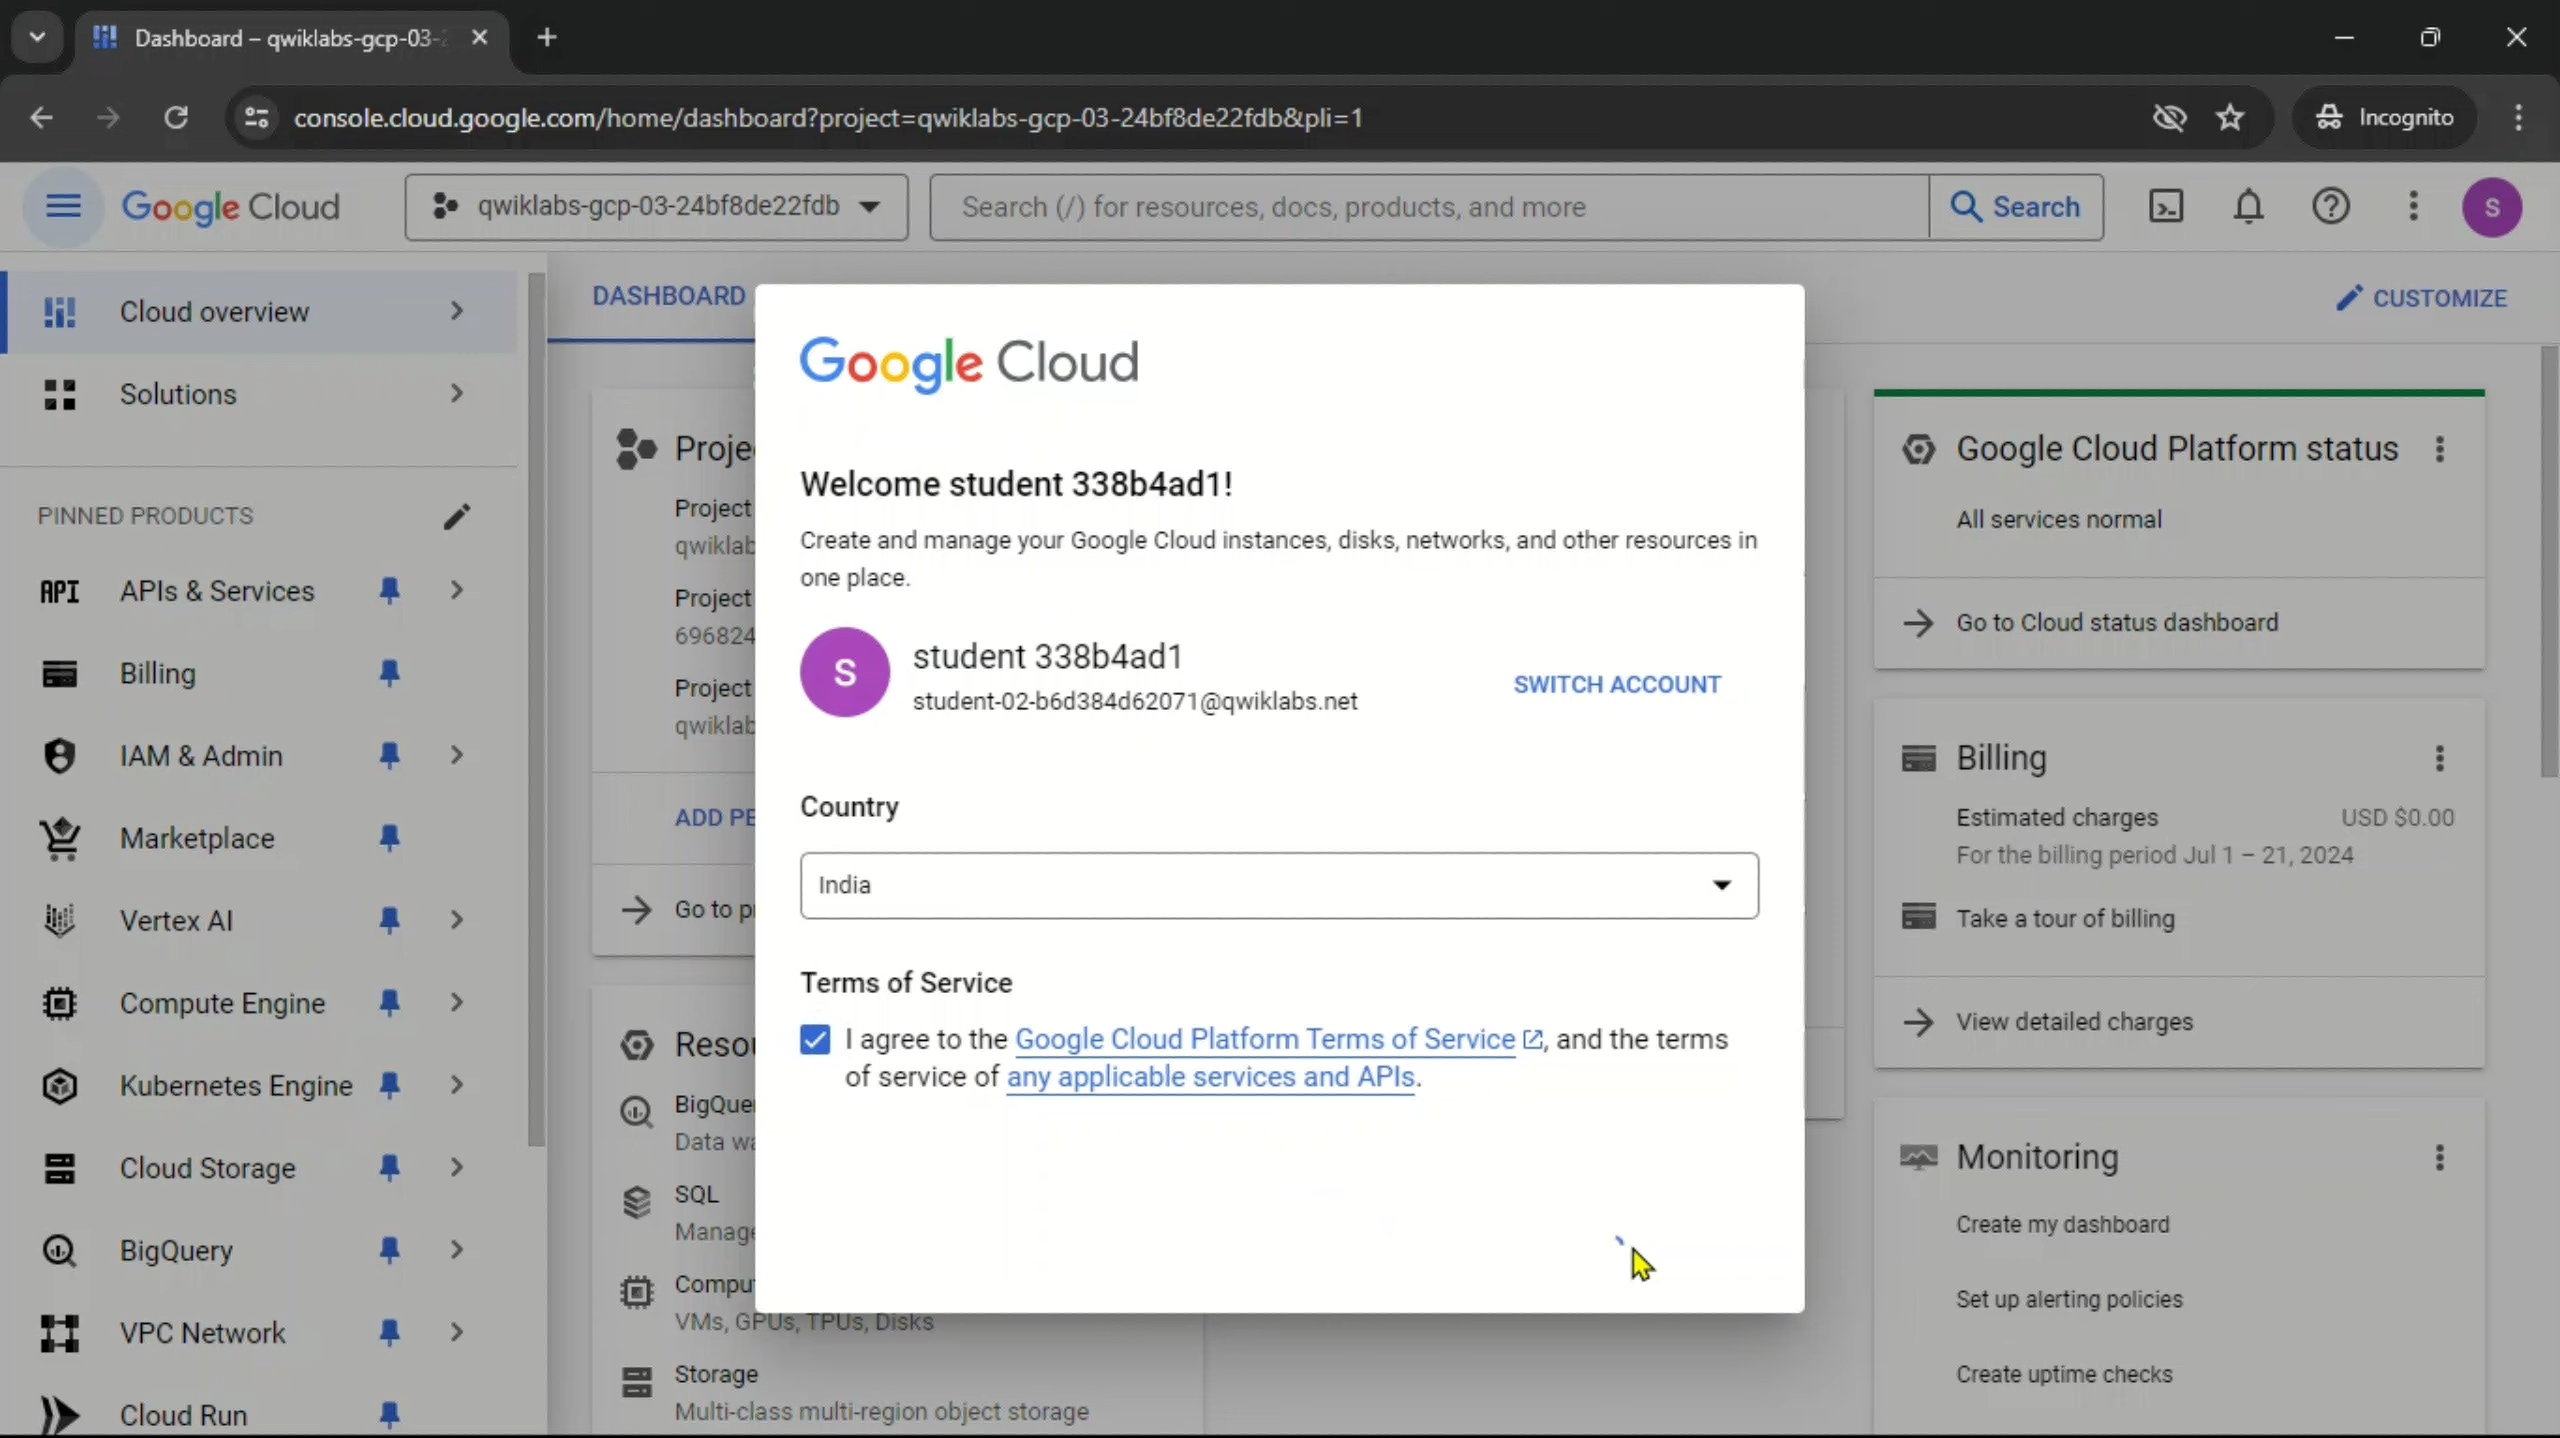 Dashboard – qwiklabs-gcp-03-
console.cloud.google.com/home/dashboard?project=qwiklabs-gcp-03-24bf8de22fdb&pli=1
Incognito
Google Cloud
qwiklabs-gcp-03-24bf8de22fdb
Search (/) for resources, docs, products, and more
Search
S
Cloud overview
Solutions
PINNED PRODUCTS
API APIs & Services
Billing
IAM & Admin
Marketplace
Vertex AI
Compute Engine
Kubernetes Engine
Cloud Storage
BigQuery
VPC Network
Cloud Run
DASHBOARD
CUSTOMIZE
Project
qwiklab
Project
696824
Project
qwiklab
Go to
BigQue
Data
SQL
Manage
Compu
VMs, GPUs, TPUs, Disks
Storage
Multi-class multi-region object storage
Google Cloud
Welcome student 338b4ad1!
Create and manage your Google Cloud instances, disks, networks, and other resources in
one place.
S
student 338b4ad1
student-02-b6d384d62071@qwiklabs.net
SWITCH ACCOUNT
Country
India
Terms of Service
I agree to the Google Cloud Platform Terms of Service, and the terms
of service of any applicable services and APIs.
Google Cloud Platform status
All services normal
Go to Cloud status dashboard
Billing
Estimated charges USD $0.00
For the billing period Jul 1 – 21, 2024
Take a tour of billing
View detailed charges
Monitoring
Create my dashboard
Set up alerting policies
Create uptime checks